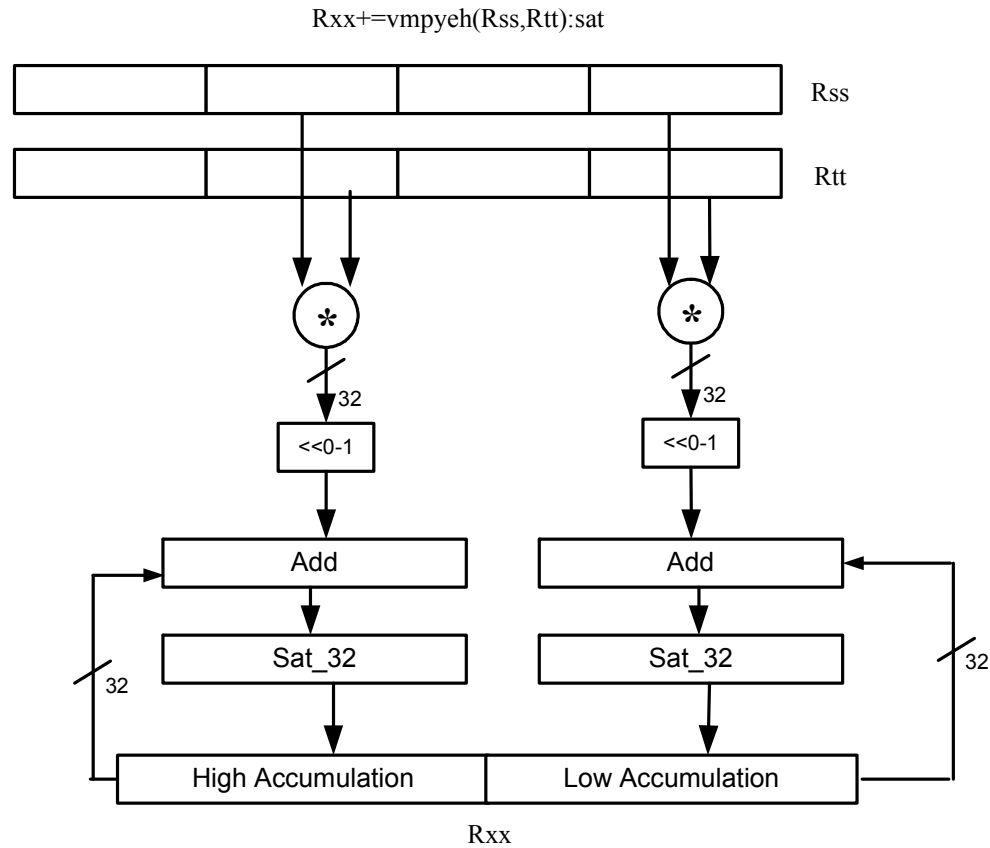 Rxx+=vmpyeh(Rss,Rtt):sat
Rss
Rtt
*
*
32
32
<<0-1
<<0-1
Add
Add
Sat_32
Sat_32
32
32
High Accumulation
Low Accumulation
Rxx